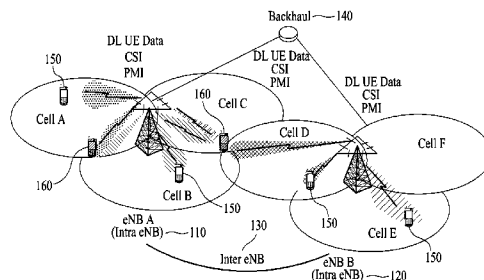 Backhaul
140
DL UE Data
CSI
PMI
DL UE Data
CSI
PMI
DL UE Data
CSI
PMI
150
160
Cell A
Cell C
Cell D
Cell F
160
150
Cell B
150
Cell E
150
eNB A
(Intra eNB)
110
130
Inter eNB
eNB B
(Intra eNB)
120